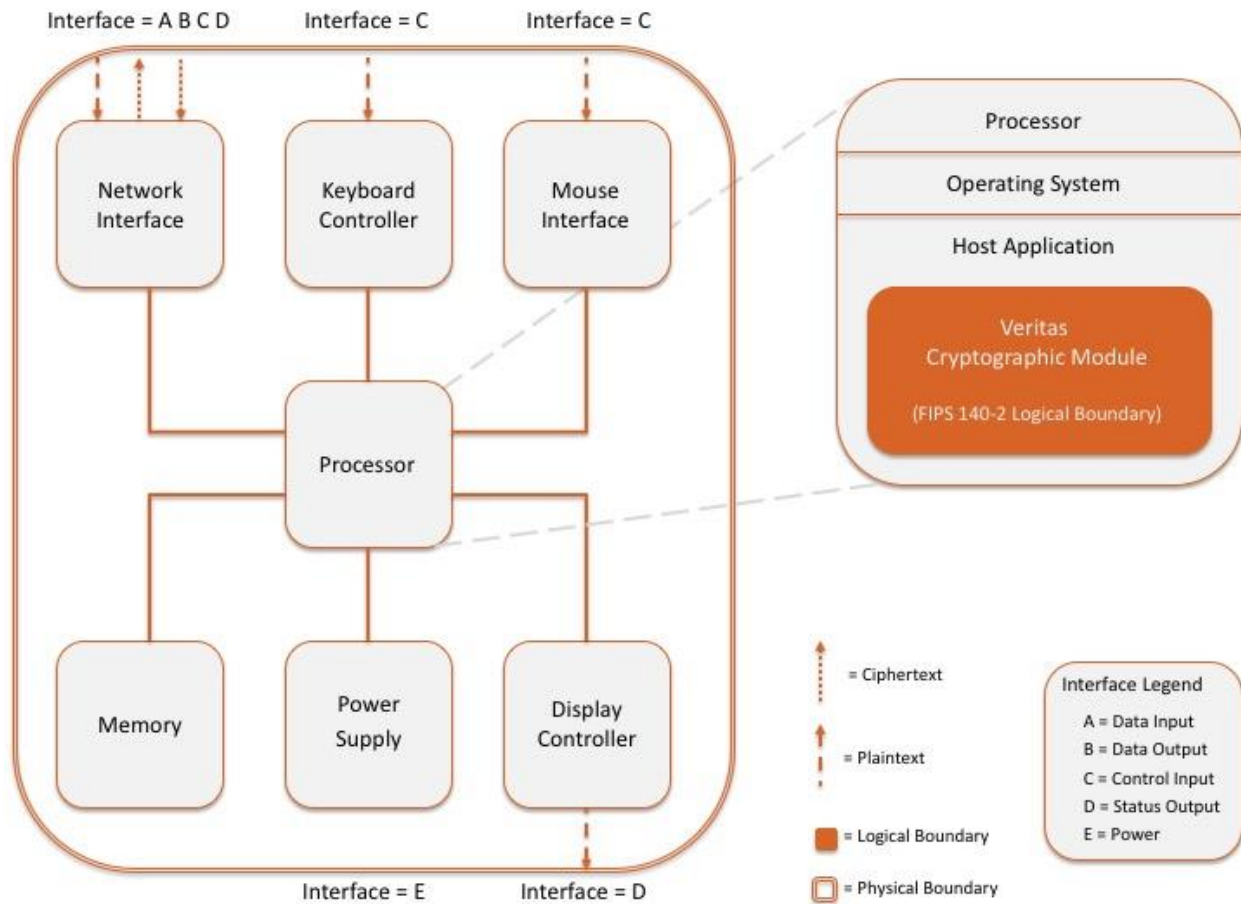 Interface = A B C D
Interface = C
Interface = C
Network
Interface
Keyboard
Controller
Mouse
Interface
Processor
Memory
Power
Supply
Display
Controller
Interface = E
Interface = D
Processor
Operating System
Host Application
Veritas
Cryptographic Module
(FIPS 140-2 Logical Boundary)
= Ciphertext
= Plaintext
= Logical Boundary
= Physical Boundary
Interface Legend
A = Data Input
B = Data Output
C = Control Input
D = Status Output
E = Power